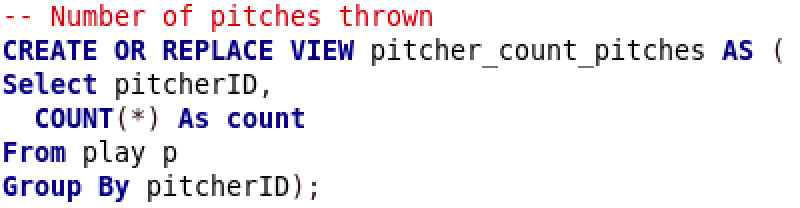 -- Number of pitches thrown
CREATE OR REPLACE VIEW pitcher_count_pitches AS (
Select pitcherID,
  COUNT(*) As count
From play p
Group By pitcherID);